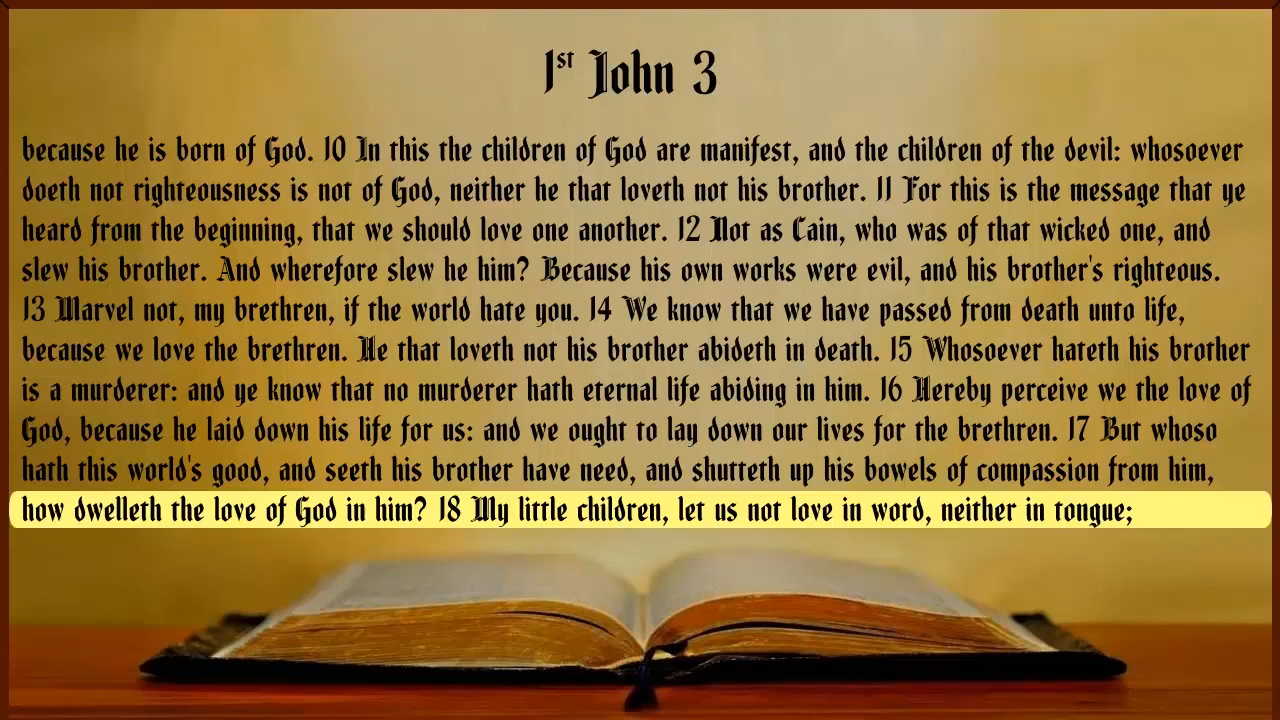 1st John 3
because he is born of God. 10 In this the children of God are manifest, and the children of the devil: whosoever
doeth not righteousness is not of God, neither he that loveth not his brother. 11 For this is the message that ye
heard from the beginning, that we should love one another. 12 Not as Cain, who was of that wicked one, and
slew his brother. And wherefore slew he him? Because his own works were evil, and his brother's righteous.
13 Marvel not, my brethren, if the world hate you. 14 We know that we have passed from death unto life,
because we love the brethren. He that loveth not his brother abideth in death. 15 Whosoever hateth his brother
is a murderer: and ye know that no murderer hath eternal life abiding in him. 16 Hereby perceive we the love of
God, because he laid down his life for us: and we ought to lay down our lives for the brethren. 17 But whoso
hath this world's good, and seeth his brother have need, and shutteth up his bowels of compassion from him,
how dwelleth the love of God in him? 18 My little children, let us not love in word, neither in tongue;